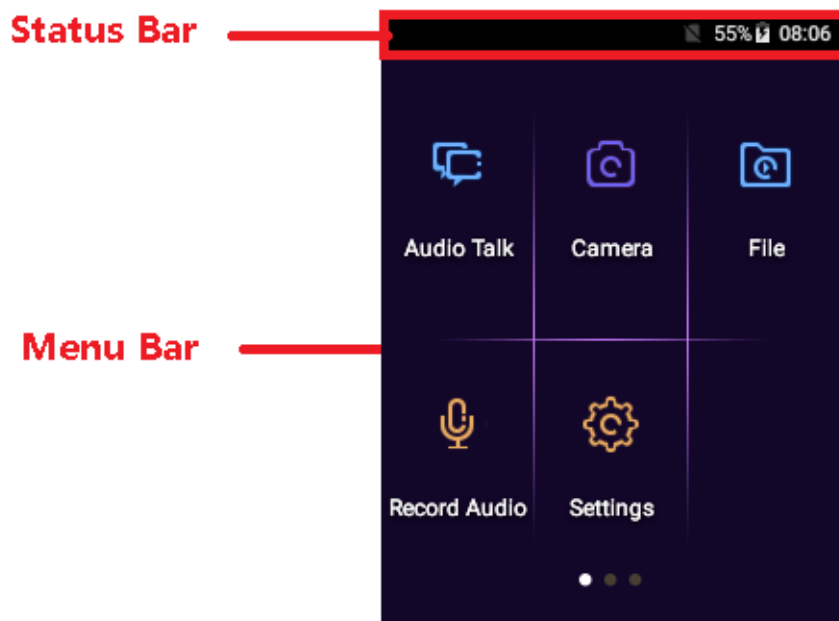 Status Bar
55% 08:06
Audio Talk Camera File
Menu Bar
Record Audio Settings